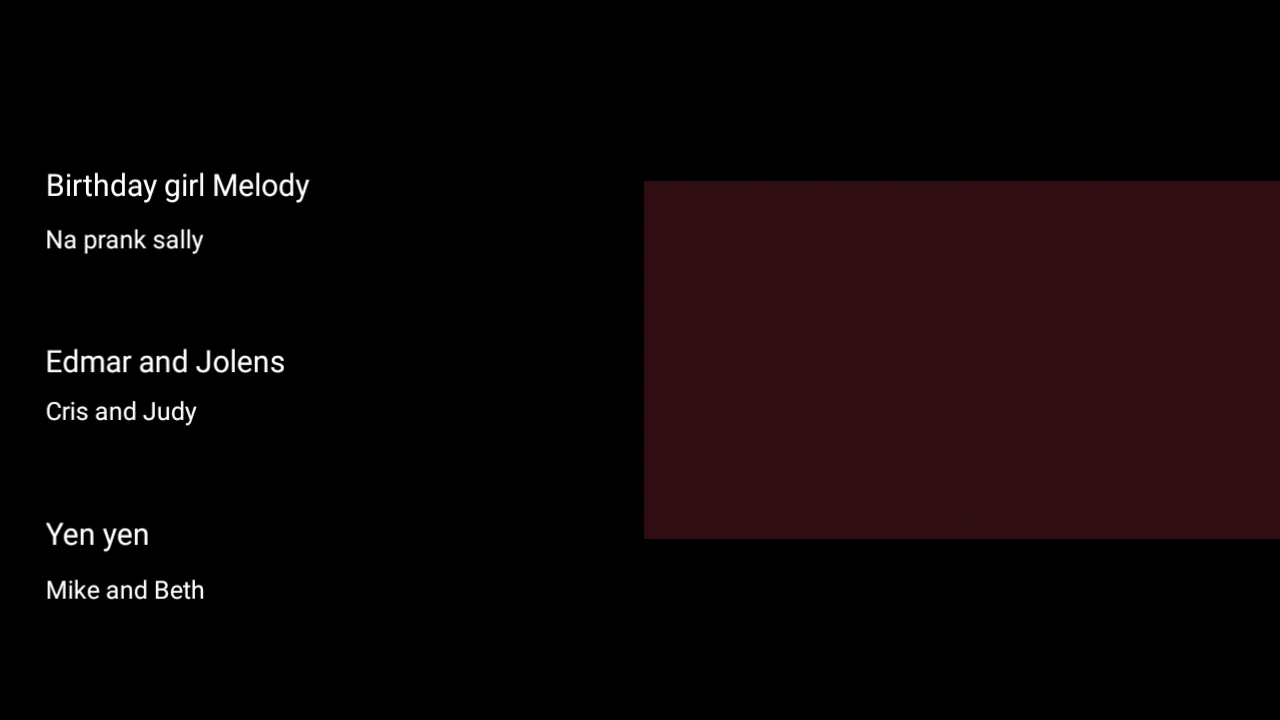 Birthday girl Melody
Na prank sally
Edmar and Jolens
Cris and Judy
Yen yen
Mike and Beth